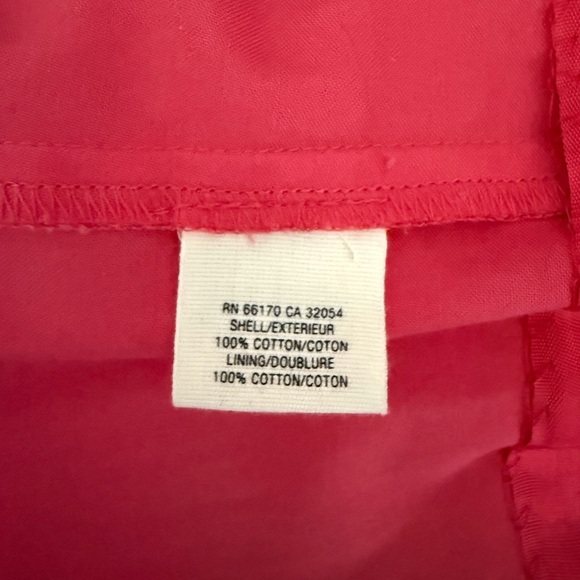 RN 66170 CA 32054
SHELL/EXTERIEUR
100% COTTON/COTON
LINING/DOUBLURE
100% COTTON/COTON